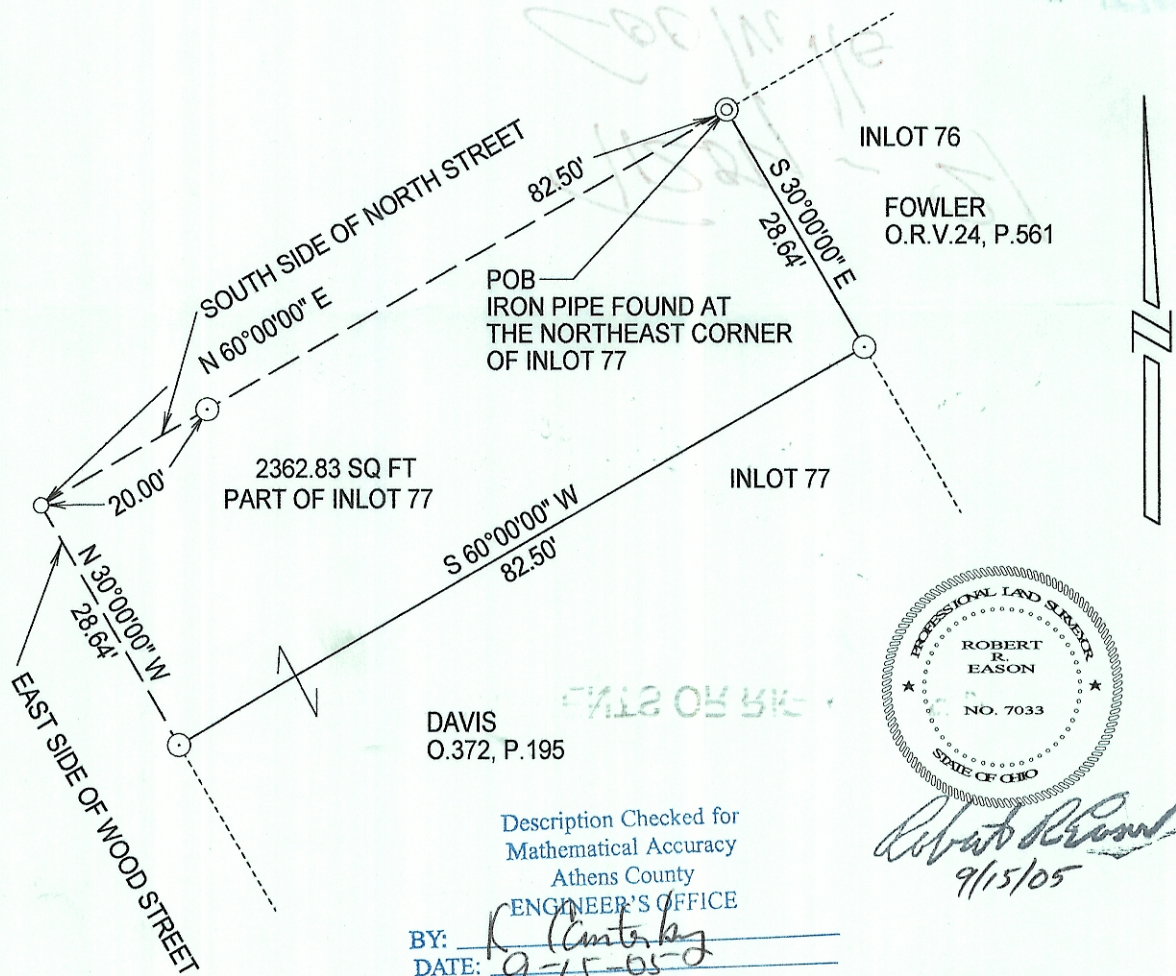 INLOT 76
FOWLER
O.R.V.24, P.561
SOUTH SIDE OF NORTH STREET
82.50'
N 60°00'00" E
S 30°00'00" E
28.64'
POB
IRON PIPE FOUND AT
THE NORTHEAST CORNER
OF INLOT 77
20.00'
2362.83 SQ FT
PART OF INLOT 77
INLOT 77
S 60°00'00" W
82.50'
N 30°00'00" W
28.64'
EAST SIDE OF WOOD STREET
DAVIS
O.372, P.195
N
PROFESSIONAL LAND SURVEYOR
ROBERT
R.
EASON
NO. 7033
STATE OF OHIO
9/15/05
Description Checked for
Mathematical Accuracy
Athens County
ENGINEER'S OFFICE
BY: K
DATE: 9-15-05